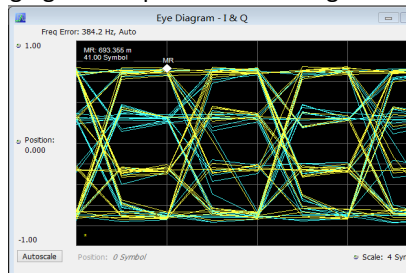 Eye Diagram - I & Q
Freq Error: 384.2 Hz, Auto
1.00
MR: 693.365 m
41.00 Symbol
MR
Position:
0.000
-1.00
Autoscale
Position: 0 Symbol
Scale: 4 Sy